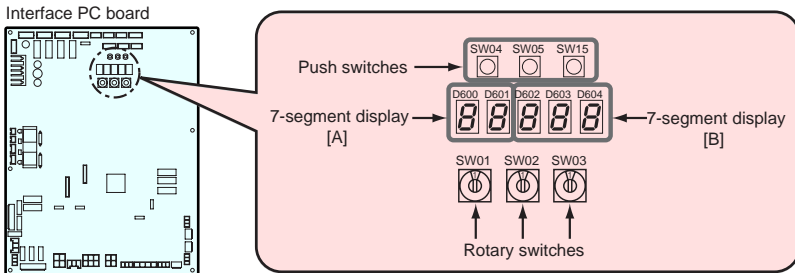 Interface PC board
SW04 SW05 SW15
Push switches
D600 D601 D602 D603 D604
7-segment display
[A]
7-segment display
[B]
SW01 SW02 SW03
Rotary switches